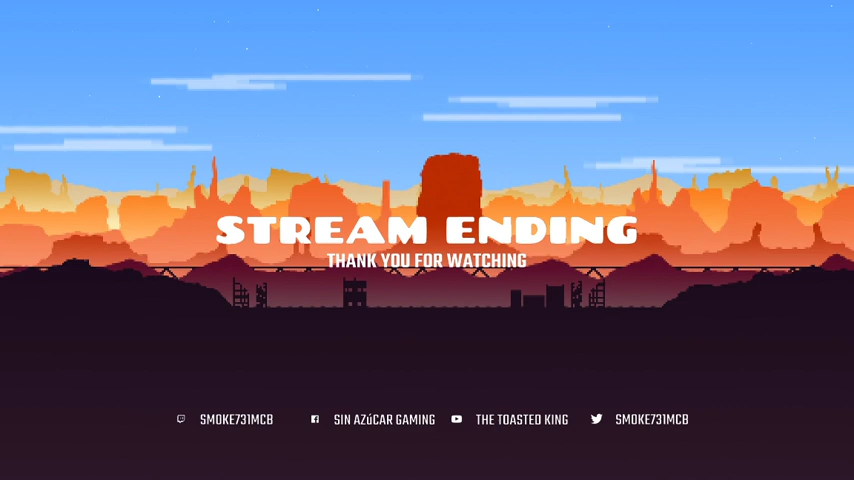 STREAM ENDING
THANK YOU FOR WATCHING
SMOKE731MCB SIN AZúCAR GAMING THE TOASTED KING SMOKE731MCB